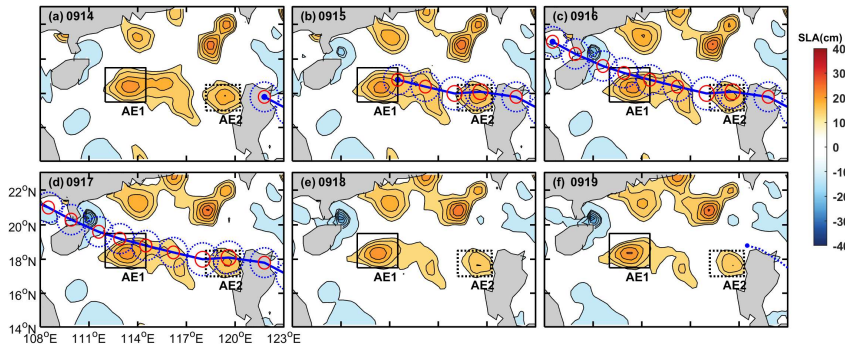 (a) 0914
(b) 0915
(c) 0916
SLA(cm)
40
30
20
10
0
-10
-20
-30
-40
AE1
AE2
AE1
AE2
AE1
AE2
(d) 0917
(e) 0918
(f) 0919
22°N
20°N
18°N
16°N
14°N
AE1
AE2
AE1
AE2
AE1
AE2
108°E
111°E
114°E
117°E
120°E
123°E